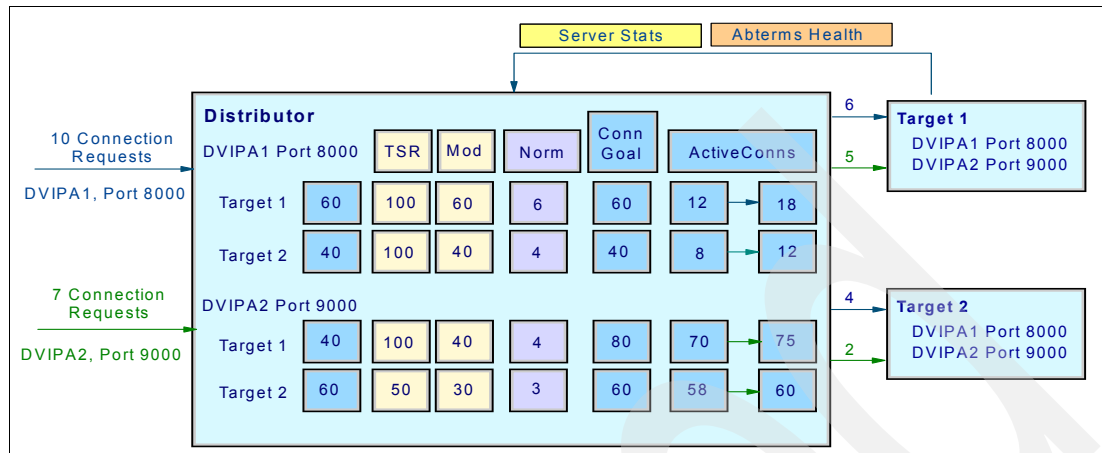 Server Stats
Abterms Health
Distributor
10 Connection
Requests
DVIPA1, Port 8000
DVIPA1 Port 8000
TSR
Mod
Norm
Conn
Goal
ActiveConns
Target 1
60
100
60
6
60
12
18
Target 2
40
100
40
4
40
8
12
7 Connection
Requests
DVIPA2, Port 9000
DVIPA2 Port 9000
Target 1
40
100
40
4
80
70
75
Target 2
60
50
30
3
60
58
60
6
5
Target 1
DVIPA1 Port 8000
DVIPA2 Port 9000
4
2
Target 2
DVIPA1 Port 8000
DVIPA2 Port 9000